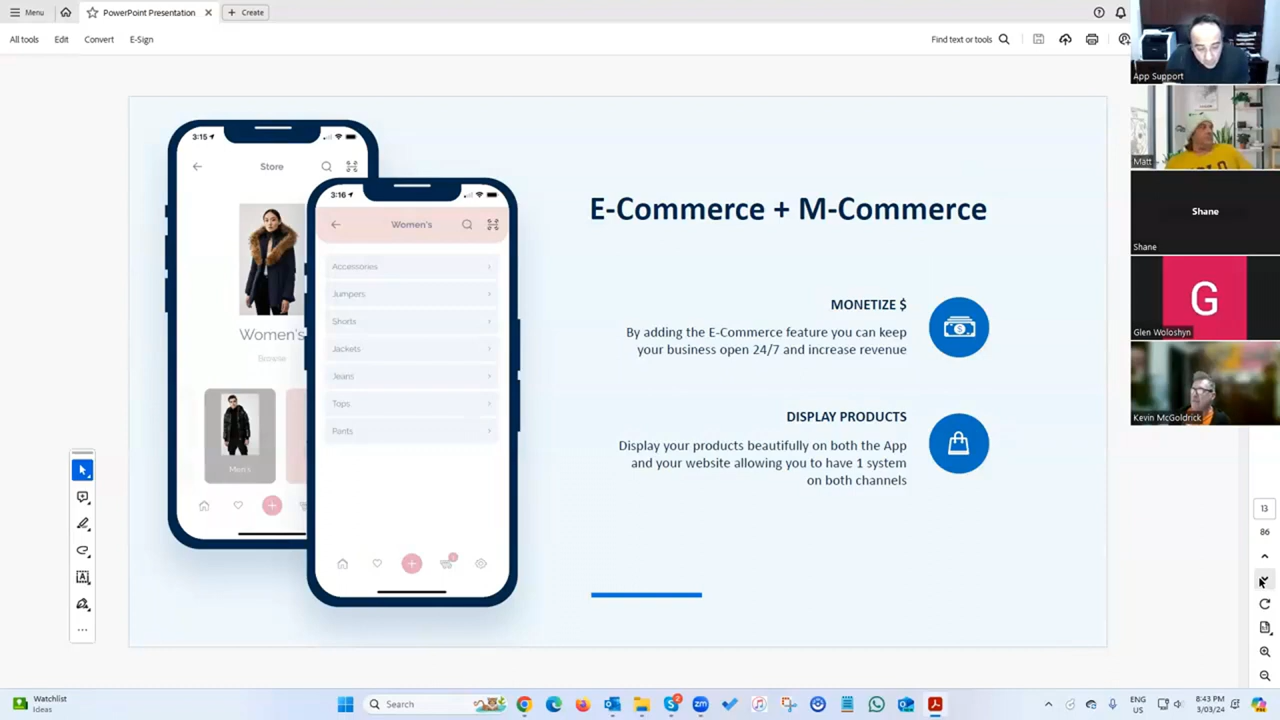 Menu
PowerPoint Presentation
Create
All tools
Edit
Convert
E-Sign
Find text or tools
App Support
Matt
Shane
Shane
G
Glen Woloshyn
Kevin McGoldrick
3:15
Store
Women's
Browse
Men's
3:16
Women's
Accessories
Jumpers
Shorts
Jackets
Jeans
Tops
Pants
E-Commerce + M-Commerce
MONETIZE $
By adding the E-Commerce feature you can keep
your business open 24/7 and increase revenue
DISPLAY PRODUCTS
Display your products beautifully on both the App
and your website allowing you to have 1 system
on both channels
13
86
Watchlist
Ideas
Search
2
zm
ENG
US
8:43 PM
3/03/24